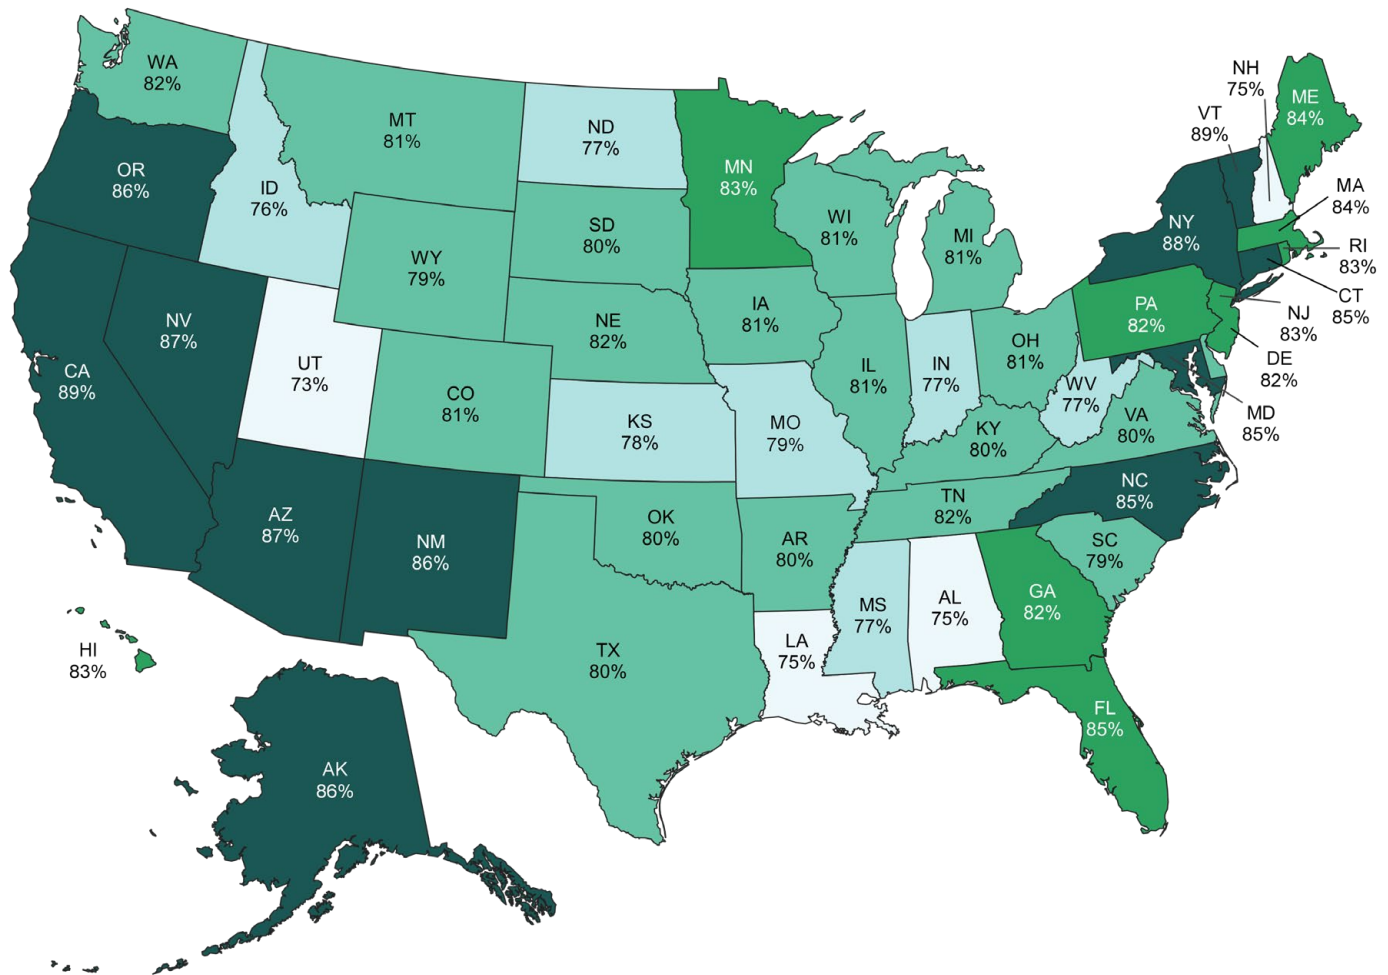 WA
82%
OR
86%
CA
89%
NV
87%
ID
76%
MT
81%
WY
79%
UT
73%
CO
81%
AZ
87%
NM
86%
ND
77%
SD
80%
NE
82%
KS
78%
OK
80%
TX
80%
MN
83%
IA
81%
MO
79%
AR
80%
LA
75%
WI
81%
IL
81%
MI
81%
IN
77%
OH
81%
KY
80%
TN
82%
MS
77%
AL
75%
GA
82%
FL
85%
SC
79%
NC
85%
VA
80%
WV
77%
PA
82%
NY
88%
VT
89%
NH
75%
ME
84%
MA
84%
RI
83%
CT
85%
NJ
83%
DE
82%
MD
85%
HI
83%
AK
86%